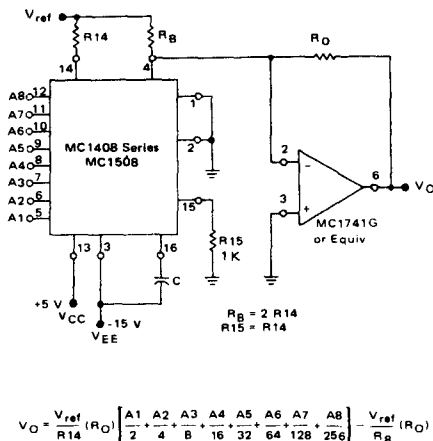 Vref
R14
RB
RO
14
4
A8 12
A7 11
A6 10
A5 9
A4 8
A3 7
A2 6
A1 5
MC1408 Series
MC1508
1
2
15
13
3
16
R15
1 K
C
+5 V
VCC
-15 V
VEE
2
-
3
+
6
VO
MC1741G
or Equiv
RB = 2 R14
R15 = R14
VO = Vref/R14 (RO) [A1/2 + A2/4 + A3/8 + A4/16 + A5/32 + A6/64 + A7/128 + A8/256] - Vref/RB (RO)